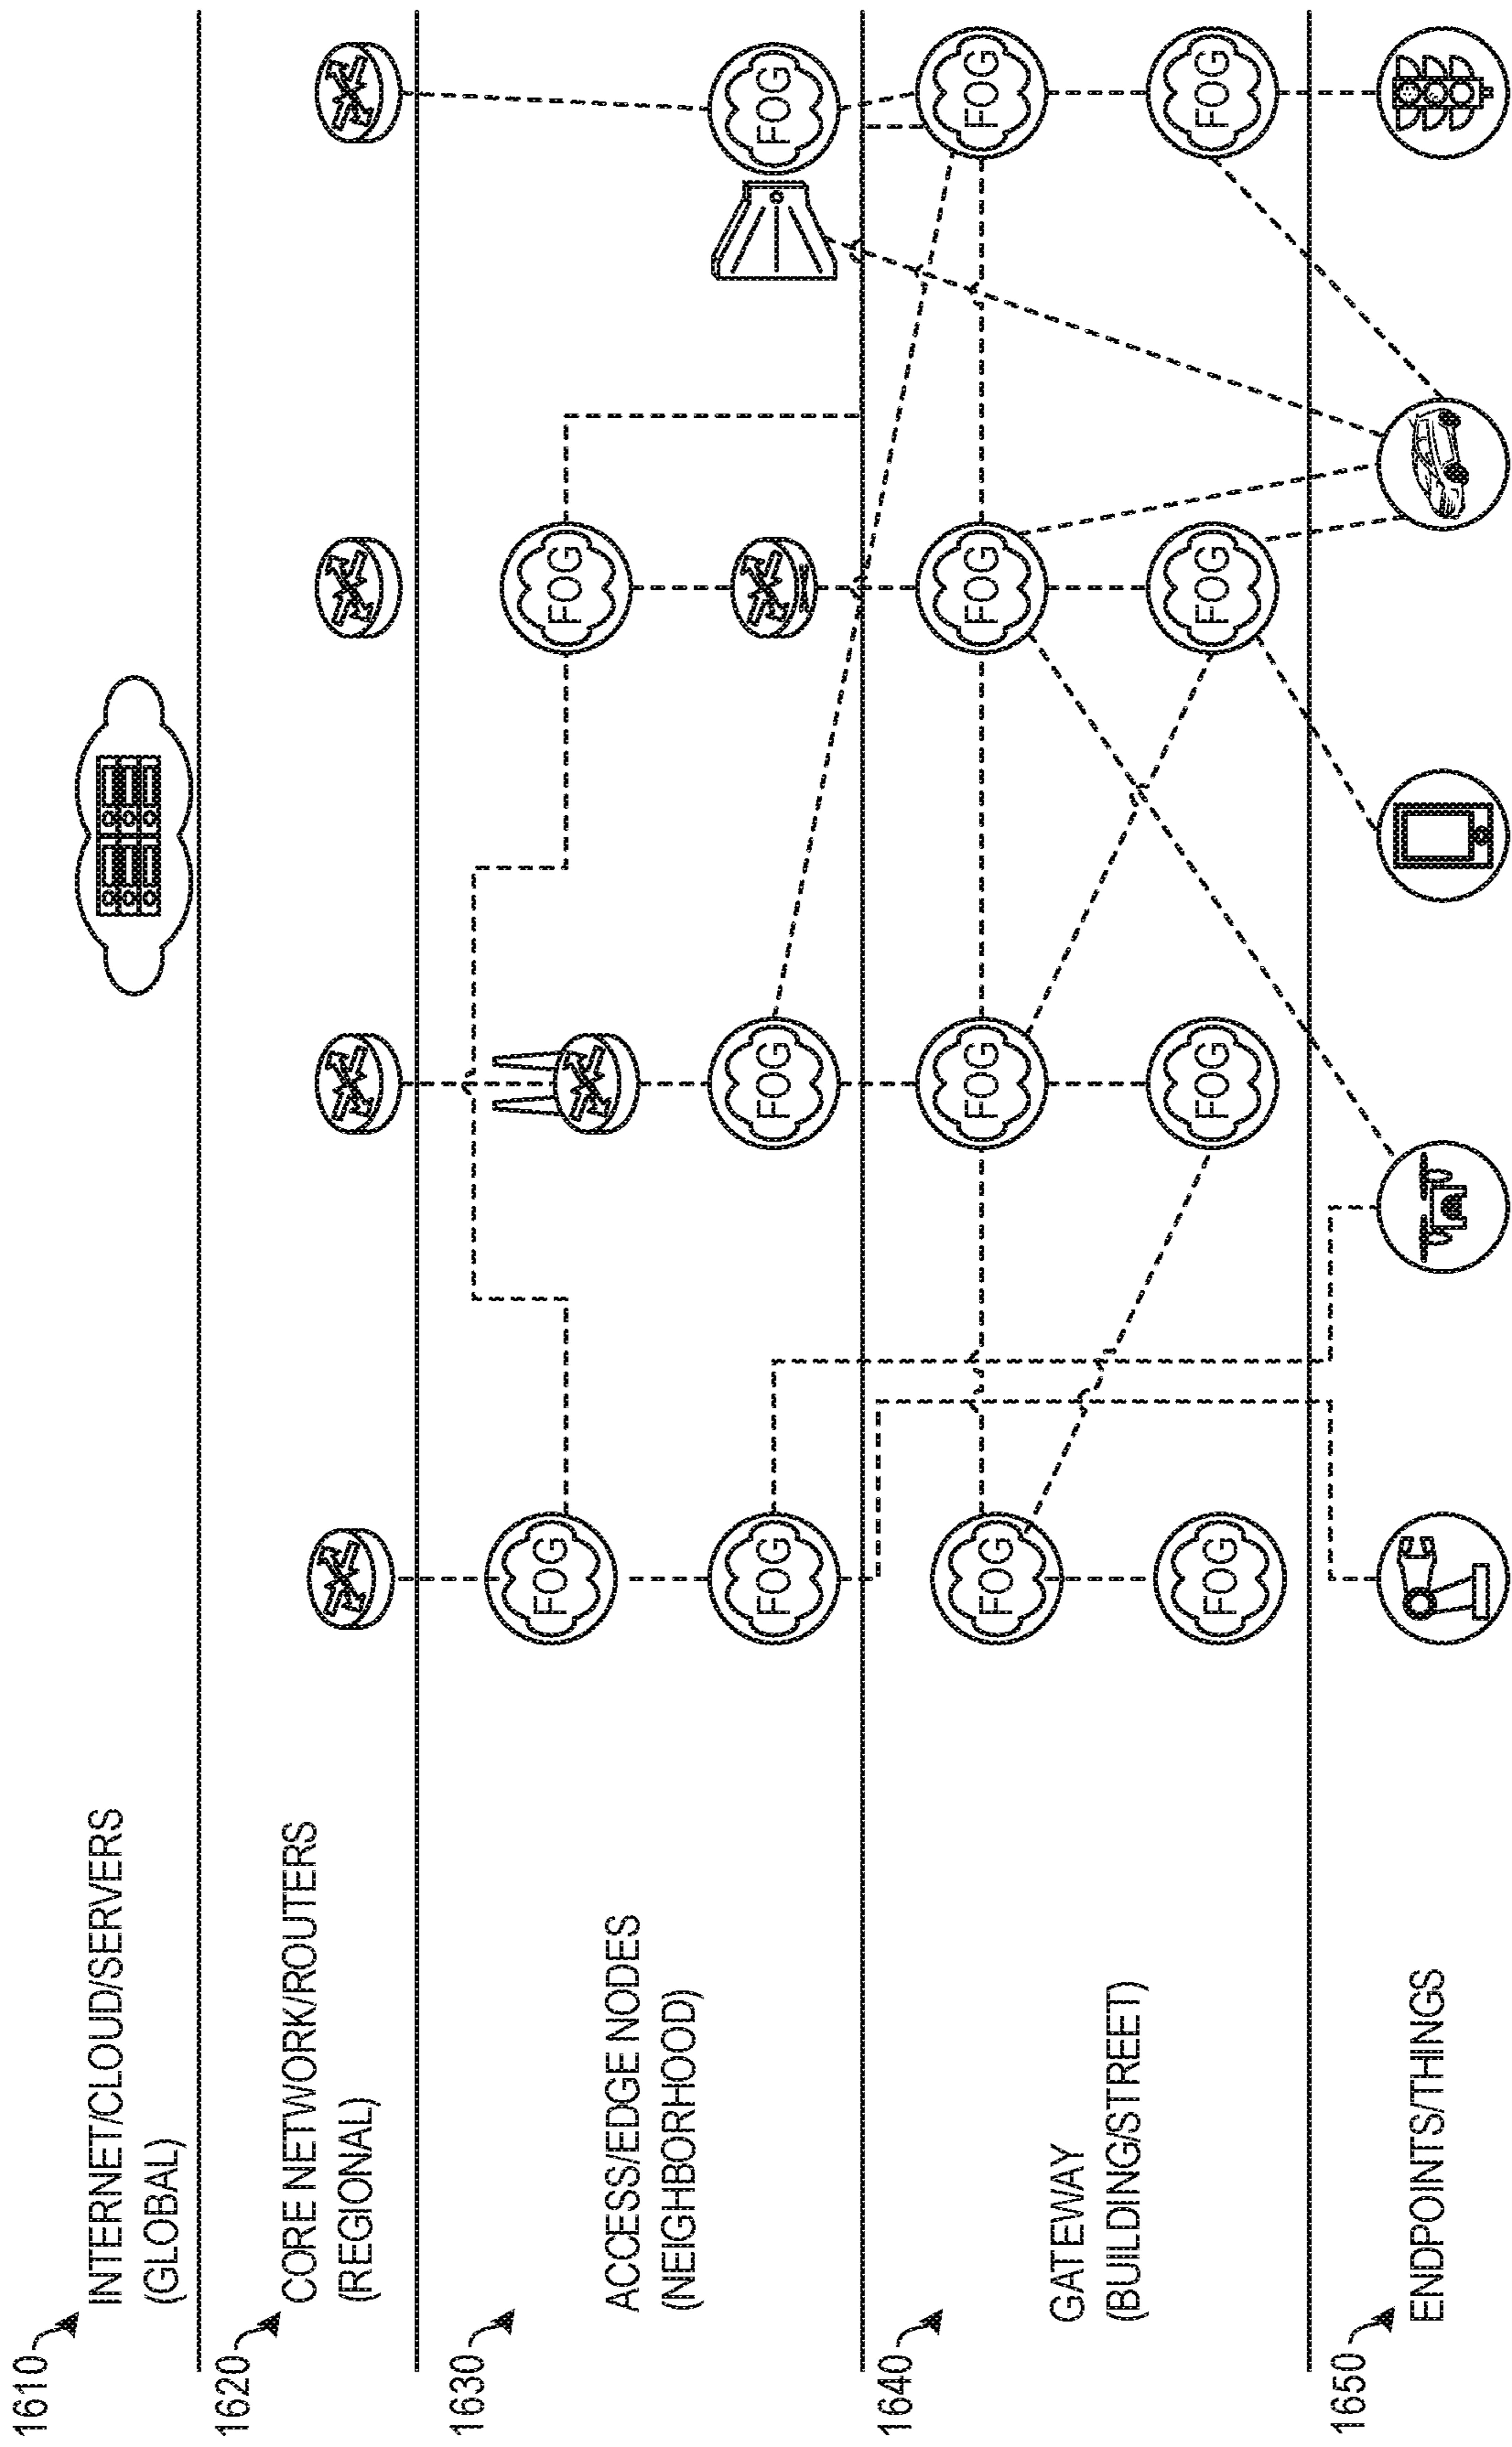 1610
INTERNET/CLOUD/SERVERS
(GLOBAL)
1620
CORE NETWORK/ROUTERS
(REGIONAL)
1630
FOG
FOG
ACCESS/EDGE NODES
(NEIGHBORHOOD)
FOG
FOG
FOG
1640
FOG
FOG
FOG
FOG
GATEWAY
(BUILDING/STREET)
FOG
FOG
FOG
FOG
1650
ENDPOINTS/THINGS